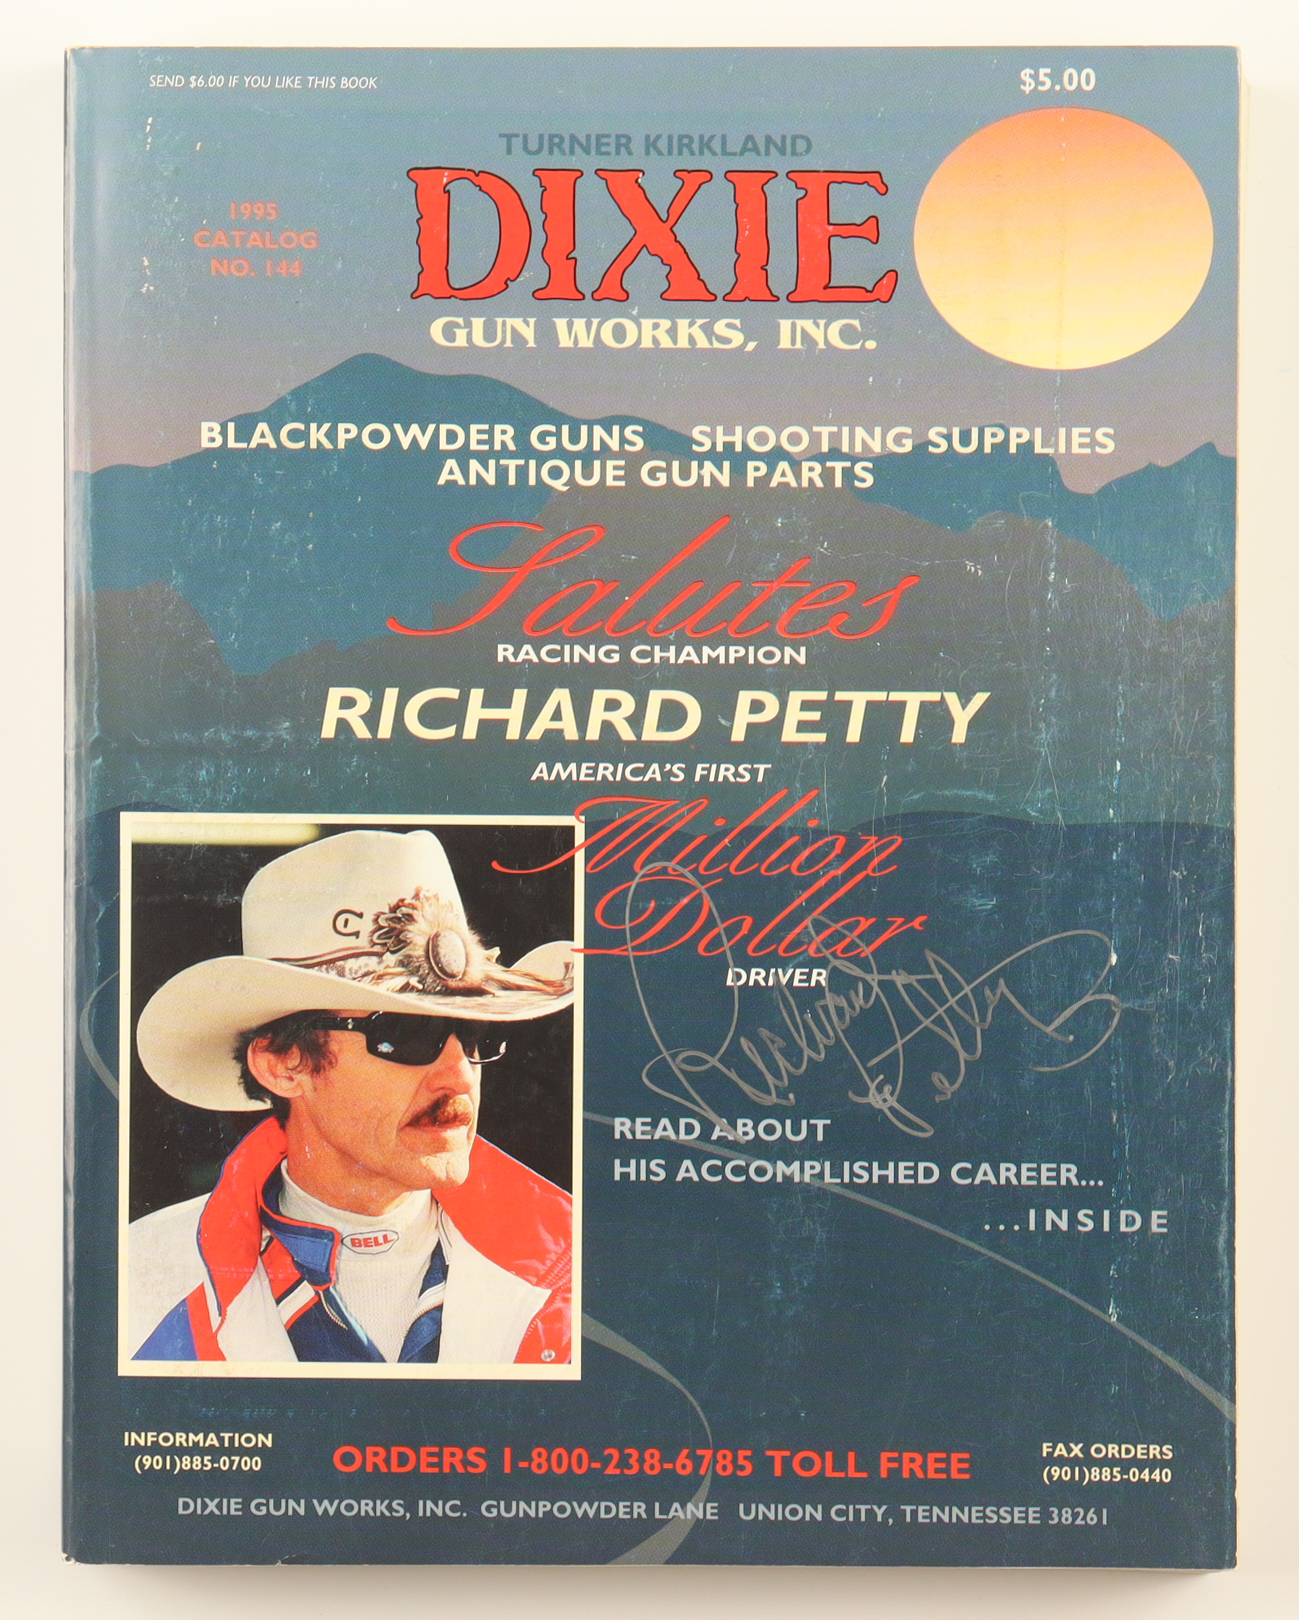 SEND $6.00 IF YOU LIKE THIS BOOK
$5.00
TURNER KIRKLAND
DIXIE
GUN WORKS, INC.
1995
CATALOG
NO. 144
BLACKPOWDER GUNS SHOOTING SUPPLIES
ANTIQUE GUN PARTS
Salutes
RACING CHAMPION
RICHARD PETTY
AMERICA'S FIRST
Million
Dollar
DRIVER
Richard Petty
BELL
READ ABOUT
HIS ACCOMPLISHED CAREER...
...INSIDE
INFORMATION
(901)885-0700
ORDERS 1-800-238-6785 TOLL FREE
FAX ORDERS
(901)885-0440
DIXIE GUN WORKS, INC. GUNPOWDER LANE UNION CITY, TENNESSEE 38261